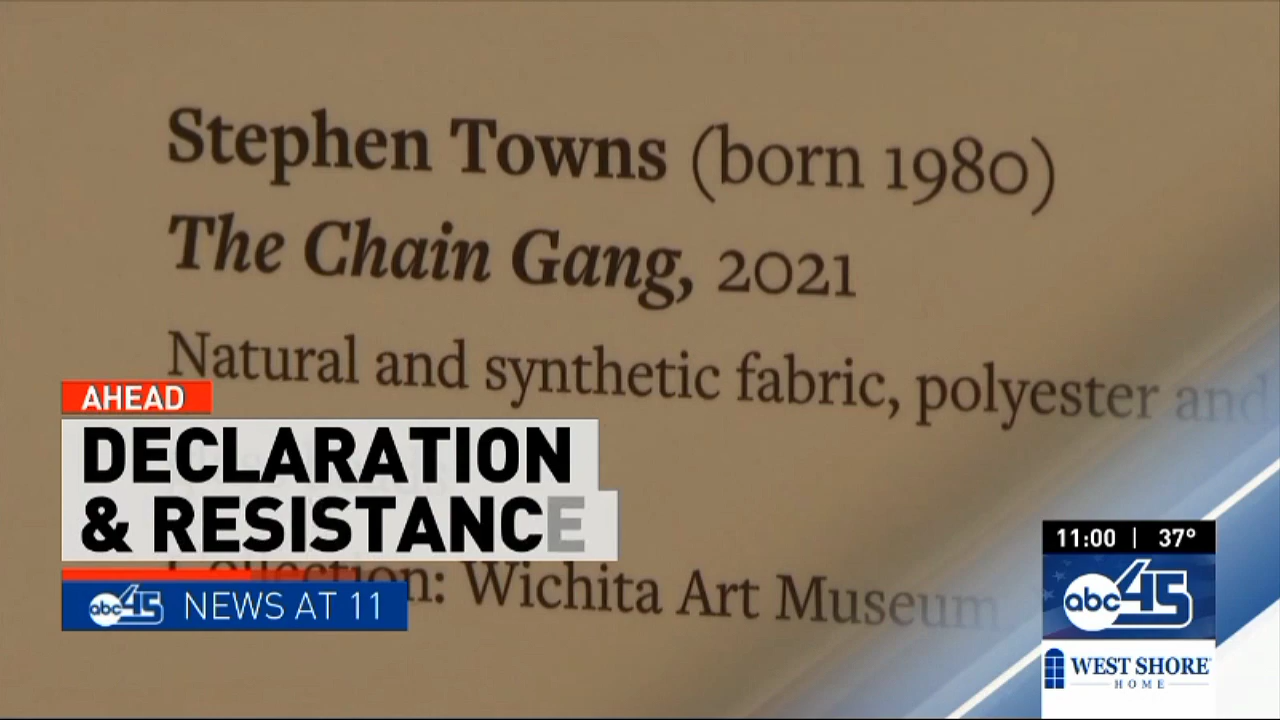 Stephen Towns (born 1980)
The Chain Gang, 2021
Natural and synthetic fabric, polyester and
AHEAD
DECLARATION
& RESISTANCE
Collection: Wichita Art Museum
abc45 NEWS AT 11
11:00 | 37°
abc45
WEST SHORE
HOME